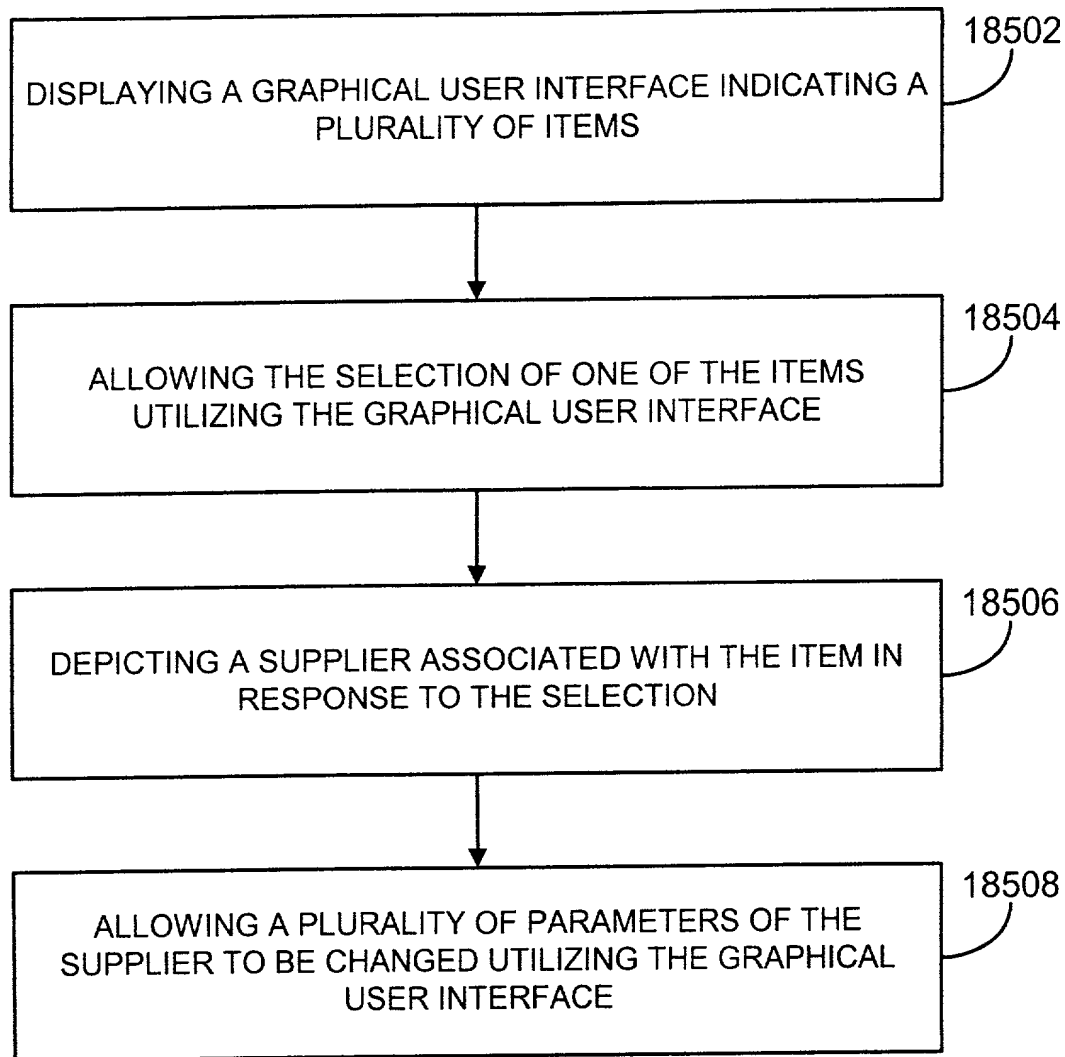 18502
DISPLAYING A GRAPHICAL USER INTERFACE INDICATING A
PLURALITY OF ITEMS
18504
ALLOWING THE SELECTION OF ONE OF THE ITEMS
UTILIZING THE GRAPHICAL USER INTERFACE
18506
DEPICTING A SUPPLIER ASSOCIATED WITH THE ITEM IN
RESPONSE TO THE SELECTION
18508
ALLOWING A PLURALITY OF PARAMETERS OF THE
SUPPLIER TO BE CHANGED UTILIZING THE GRAPHICAL
USER INTERFACE